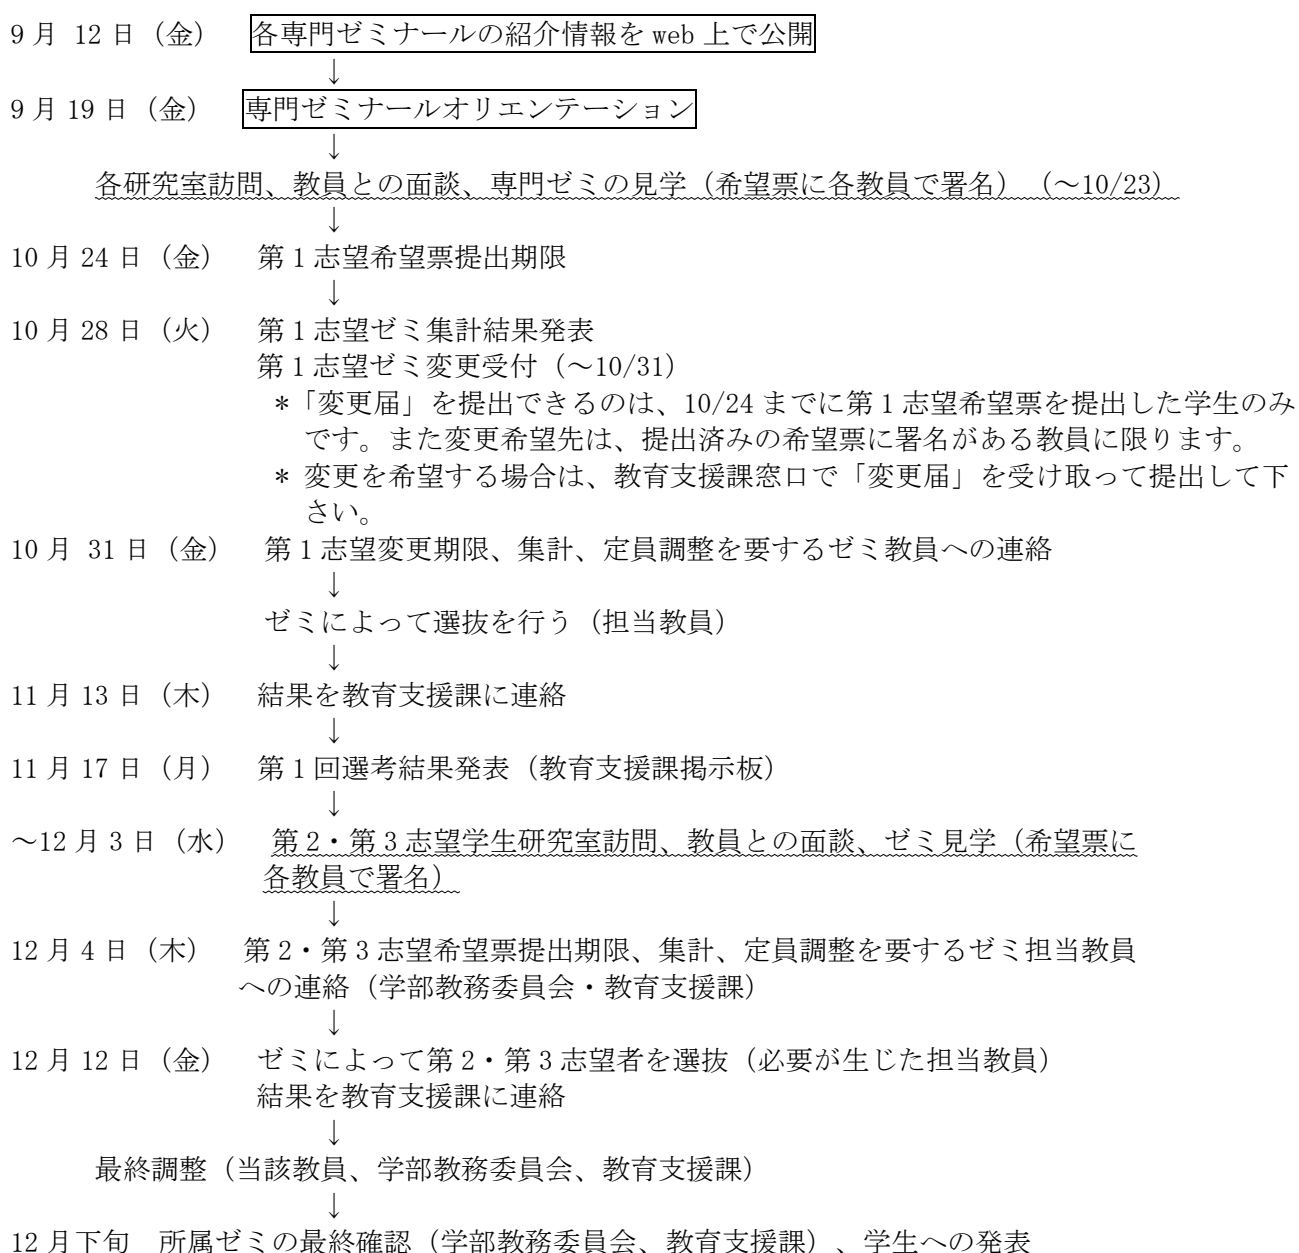 9月 12日（金）　各専門ゼミナールの紹介情報を web 上で公開
↓
9月 19日（金）　専門ゼミナールオリエンテーション
↓
各研究室訪問、教員との面談、専門ゼミの見学（希望票に各教員で署名）（～10/23）
↓
10月 24日（金）　第1志望希望票提出期限
↓
10月 28日（火）　第1志望ゼミ集計結果発表
第1志望ゼミ変更受付（～10/31）
*「変更届」を提出できるのは、10/24 までに第1志望希望票を提出した学生のみ
です。また変更希望先は、提出済みの希望票に署名がある教員に限ります。
* 変更を希望する場合は、教育支援課窓口で「変更届」を受け取って提出して下
さい。
10月 31日（金）　第1志望変更期限、集計、定員調整を要するゼミ教員への連絡
↓
ゼミによって選抜を行う（担当教員）
↓
11月 13日（木）　結果を教育支援課に連絡
↓
11月 17日（月）　第1回選考結果発表（教育支援課掲示板）
↓
～12月3日（水）　第2・第3志望学生研究室訪問、教員との面談、ゼミ見学（希望票に
各教員で署名）
↓
12月4日（木）　第2・第3志望希望票提出期限、集計、定員調整を要するゼミ担当教員
への連絡（学部教務委員会・教育支援課）
↓
12月 12日（金）　ゼミによって第2・第3志望者を選抜（必要が生じた担当教員）
結果を教育支援課に連絡
↓
最終調整（当該教員、学部教務委員会、教育支援課）
↓
12月下旬　所属ゼミの最終確認（学部教務委員会、教育支援課）、学生への発表